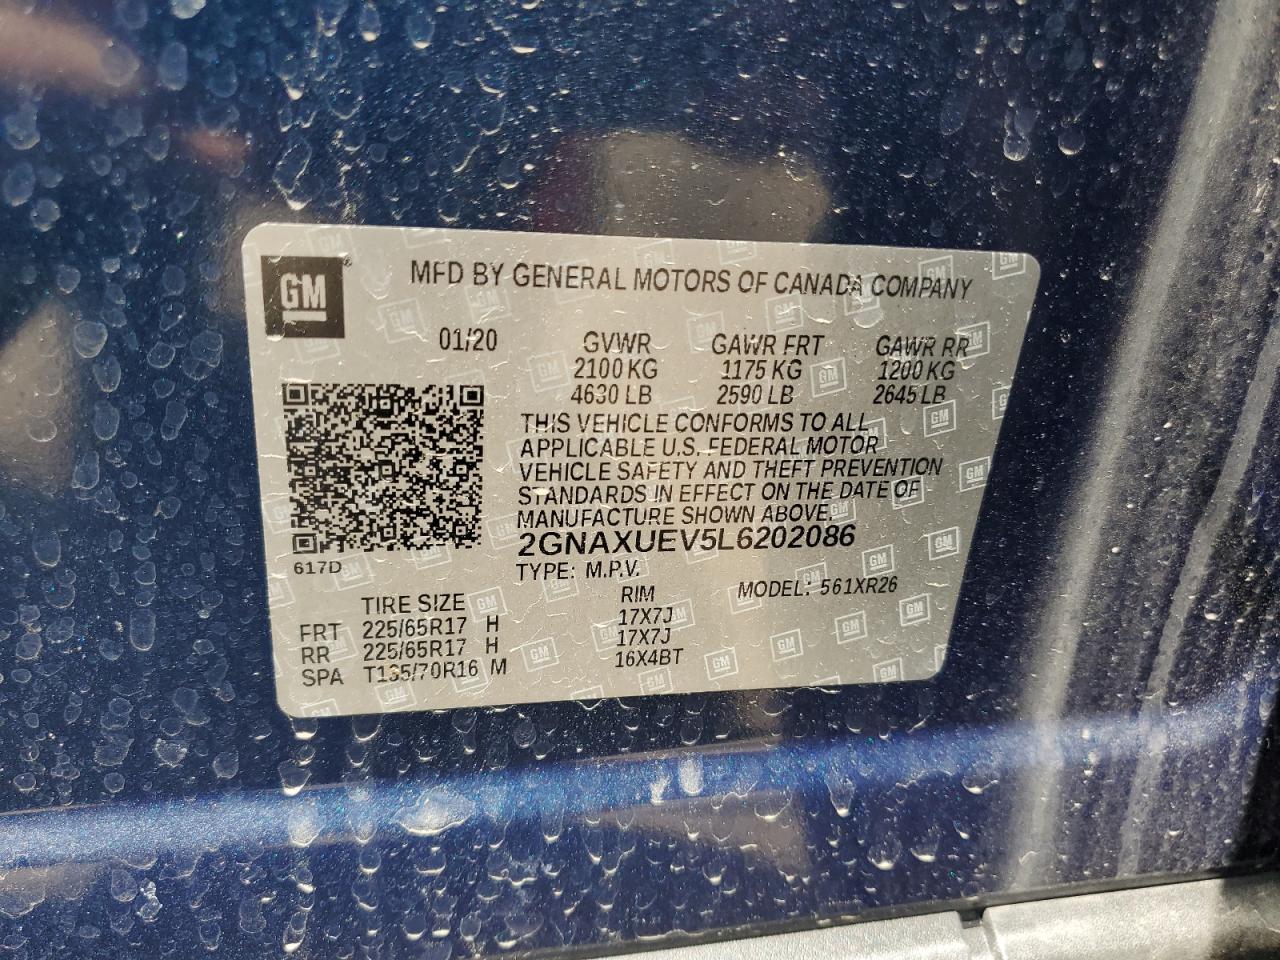 GM
MFD BY GENERAL MOTORS OF CANADA COMPANY
01/20 GVWR GAWR FRT GAWR RR
2100 KG 1175 KG 1200 KG
4630 LB 2590 LB 2645 LB
THIS VEHICLE CONFORMS TO ALL
APPLICABLE U.S. FEDERAL MOTOR
VEHICLE SAFETY AND THEFT PREVENTION
STANDARDS IN EFFECT ON THE DATE OF
MANUFACTURE SHOWN ABOVE.
2GNAXUEV5L6202086
617D
TYPE: M.P.V.
MODEL: 561XR26
TIRE SIZE RIM
FRT 225/65R17 H 17X7J
RR 225/65R17 H 17X7J
SPA T135/70R16 M 16X4BT